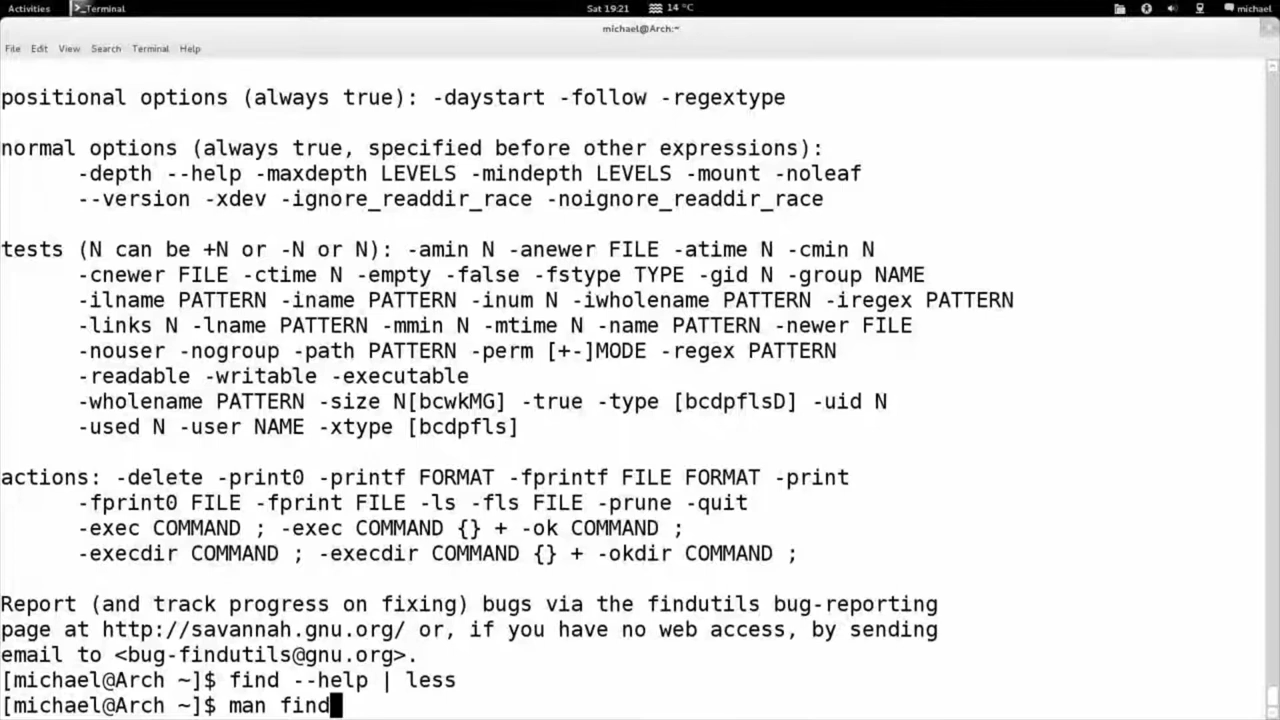 Activities >_Terminal Sat 19:21 14 °C michael
michael@Arch:~
File Edit View Search Terminal Help
positional options (always true): -daystart -follow -regextype
normal options (always true, specified before other expressions):
-depth --help -maxdepth LEVELS -mindepth LEVELS -mount -noleaf
--version -xdev -ignore_readdir_race -noignore_readdir_race
tests (N can be +N or -N or N): -amin N -anewer FILE -atime N -cmin N
-cnewer FILE -ctime N -empty -false -fstype TYPE -gid N -group NAME
-ilname PATTERN -iname PATTERN -inum N -iwholename PATTERN -iregex PATTERN
-links N -lname PATTERN -mmin N -mtime N -name PATTERN -newer FILE
-nouser -nogroup -path PATTERN -perm [+-]MODE -regex PATTERN
-readable -writable -executable
-wholename PATTERN -size N[bcwkMG] -true -type [bcdpflsD] -uid N
-used N -user NAME -xtype [bcdpfls]
actions: -delete -print0 -printf FORMAT -fprintf FILE FORMAT -print
-fprint0 FILE -fprint FILE -ls -fls FILE -prune -quit
-exec COMMAND ; -exec COMMAND {} + -ok COMMAND ;
-execdir COMMAND ; -execdir COMMAND {} + -okdir COMMAND ;
Report (and track progress on fixing) bugs via the findutils bug-reporting
page at http://savannah.gnu.org/ or, if you have no web access, by sending
email to <bug-findutils@gnu.org>.
[michael@Arch ~]$ find --help | less
[michael@Arch ~]$ man find